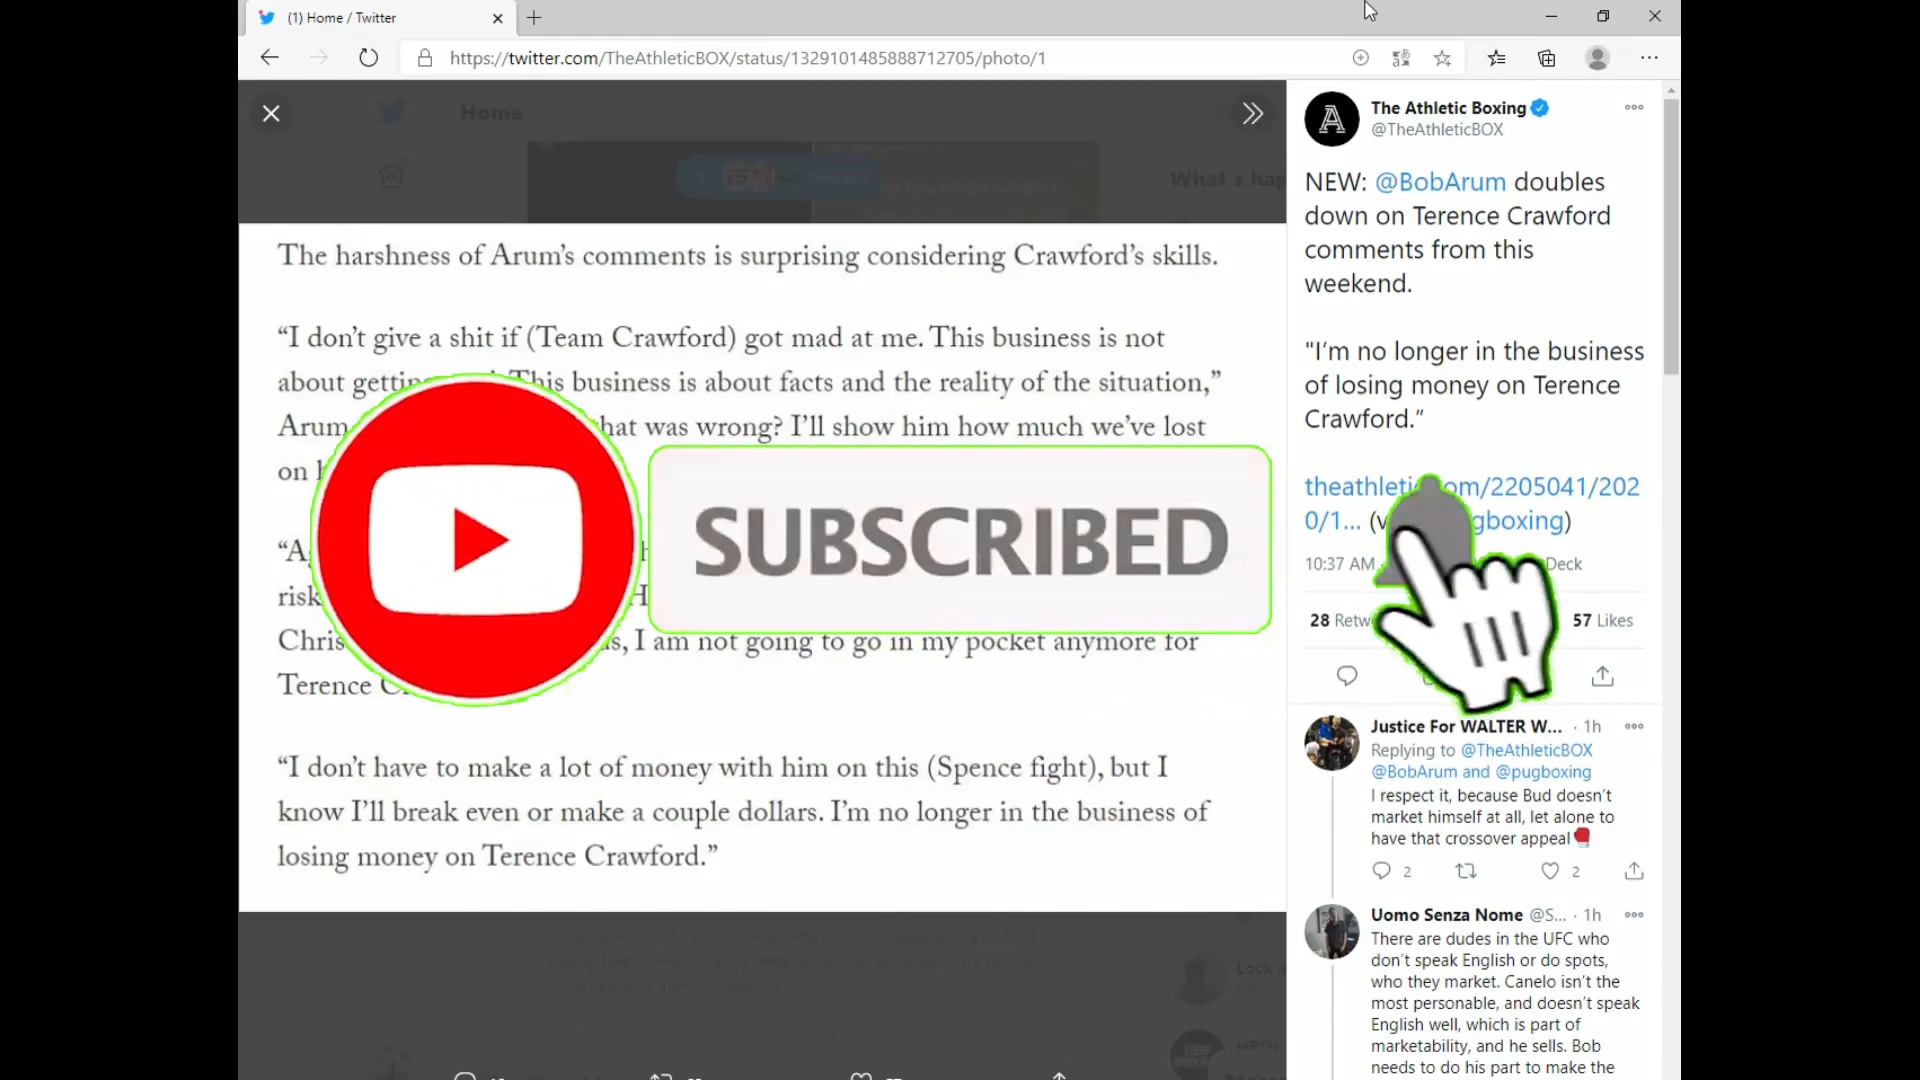 (1) Home / Twitter
https://twitter.com/TheAthleticBOX/status/1329101485888712705/photo/1
Home
What's hap
The harshness of Arum's comments is surprising considering Crawford's skills.
“I don't give a shit if (Team Crawford) got mad at me. This business is not
about This business is about facts and the reality of the situation,”
Arum that was wrong? I'll show him how much we've lost
on
SUBSCRIBED
risk
Chris I am not going to go in my pocket anymore for
Terence
“I don't have to make a lot of money with him on this (Spence fight), but I
know I'll break even or make a couple dollars. I'm no longer in the business of
losing money on Terence Crawford.”
The Athletic Boxing
@TheAthleticBOX
NEW: @BobArum doubles
down on Terence Crawford
comments from this
weekend.
"I'm no longer in the business
of losing money on Terence
Crawford.”
om/2205041/202
0/1... gboxing)
10:37 AM Deck
28 57 Likes
Justice For WALTER W... · 1h
Replying to @TheAthleticBOX
@BobArum and @pugboxing
I respect it, because Bud doesn't
market himself at all, let alone to
have that crossover appeal
2 2
Uomo Senza Nome @S... · 1h
There are dudes in the UFC who
don't speak English or do spots,
who they market. Canelo isn't the
most personable, and doesn't speak
English well, which is part of
marketability, and he sells. Bob
needs to do his part to make the